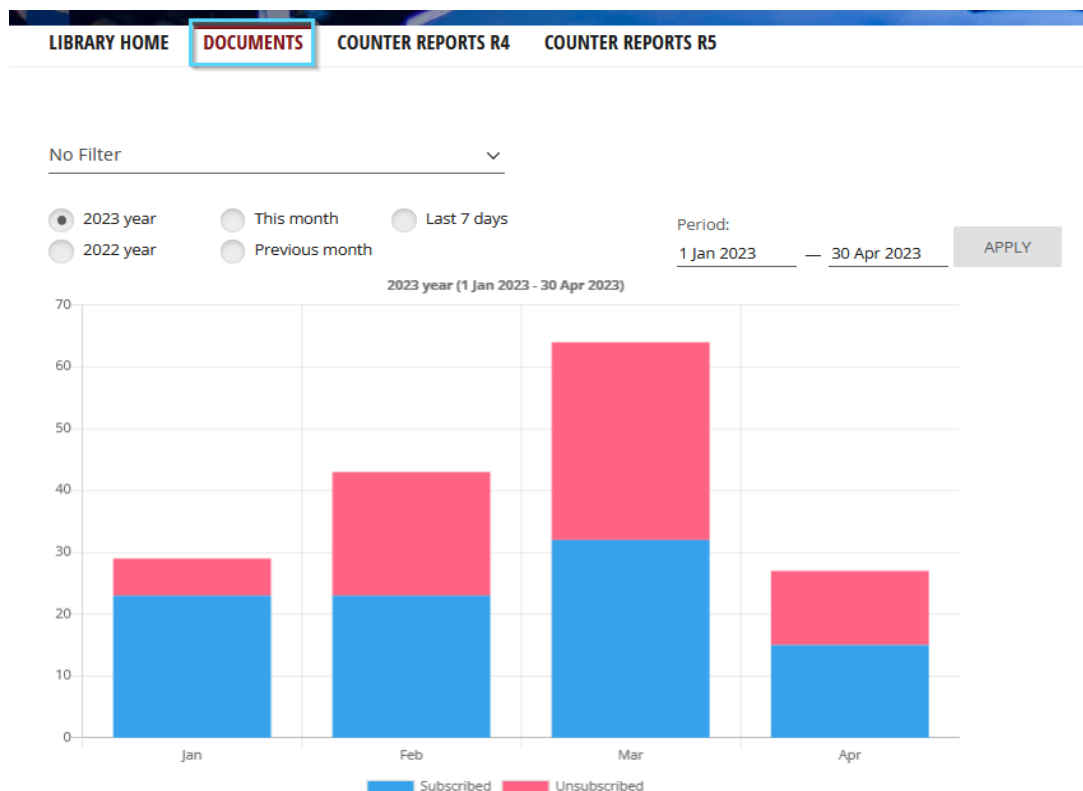 LIBRARY HOME DOCUMENTS COUNTER REPORTS R4 COUNTER REPORTS R5
No Filter
2023 year This month Last 7 days
2022 year Previous month
Period:
1 Jan 2023 — 30 Apr 2023 APPLY
2023 year (1 Jan 2023 - 30 Apr 2023)
70
60
50
40
30
20
10
0
Jan Feb Mar Apr
Subscribed Unsubscribed